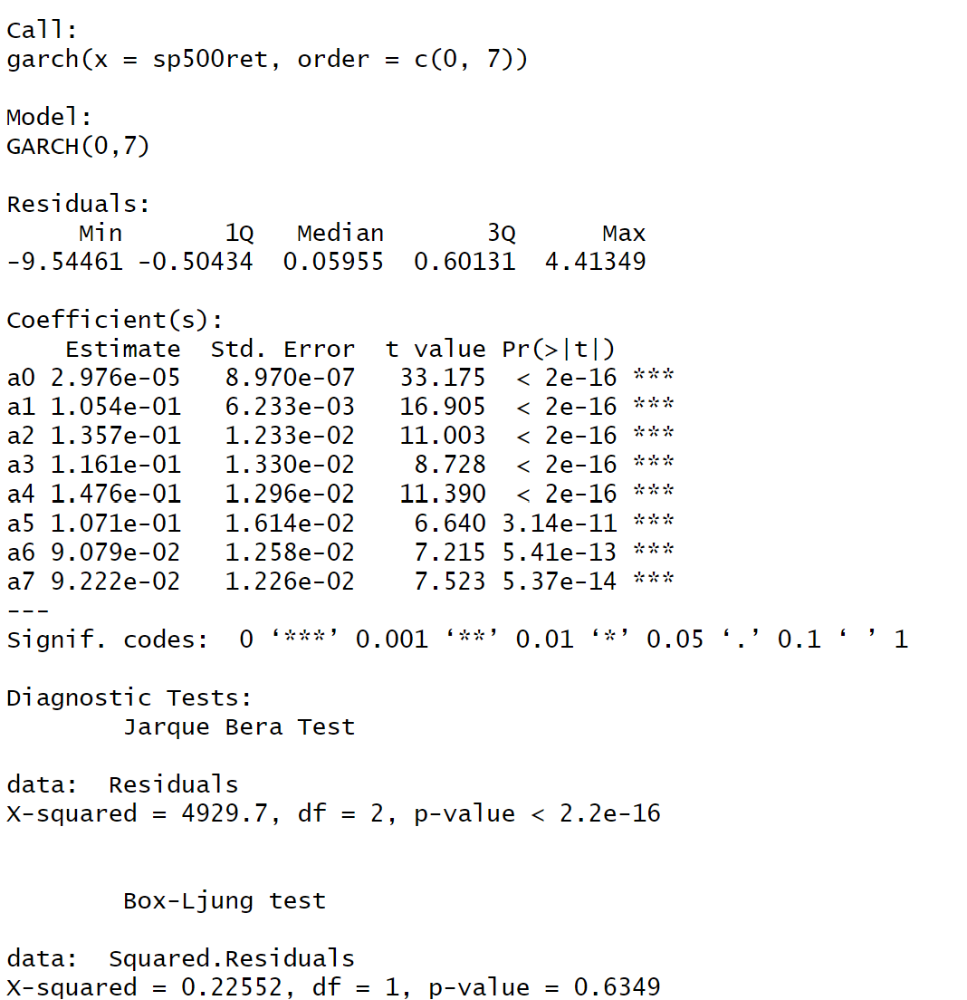 Call:
garch(x = sp500ret, order = c(0, 7))
Model:
GARCH(0,7)
Residuals:
     Min       1Q   Median       3Q      Max
-9.54461 -0.50434  0.05955  0.60131  4.41349
Coefficient(s):
    Estimate  Std. Error  t value Pr(>|t|)
a0 2.976e-05   8.970e-07   33.175  < 2e-16 ***
a1 1.054e-01   6.233e-03   16.905  < 2e-16 ***
a2 1.357e-01   1.233e-02   11.003  < 2e-16 ***
a3 1.161e-01   1.330e-02    8.728  < 2e-16 ***
a4 1.476e-01   1.296e-02   11.390  < 2e-16 ***
a5 1.071e-01   1.614e-02    6.640 3.14e-11 ***
a6 9.079e-02   1.258e-02    7.215 5.41e-13 ***
a7 9.222e-02   1.226e-02    7.523 5.37e-14 ***
---
Signif. codes:  0 ‘***’ 0.001 ‘**’ 0.01 ‘*’ 0.05 ‘.’ 0.1 ‘ ’ 1
Diagnostic Tests:
        Jarque Bera Test
data:  Residuals
X-squared = 4929.7, df = 2, p-value < 2.2e-16
        Box-Ljung test
data:  Squared.Residuals
X-squared = 0.22552, df = 1, p-value = 0.6349